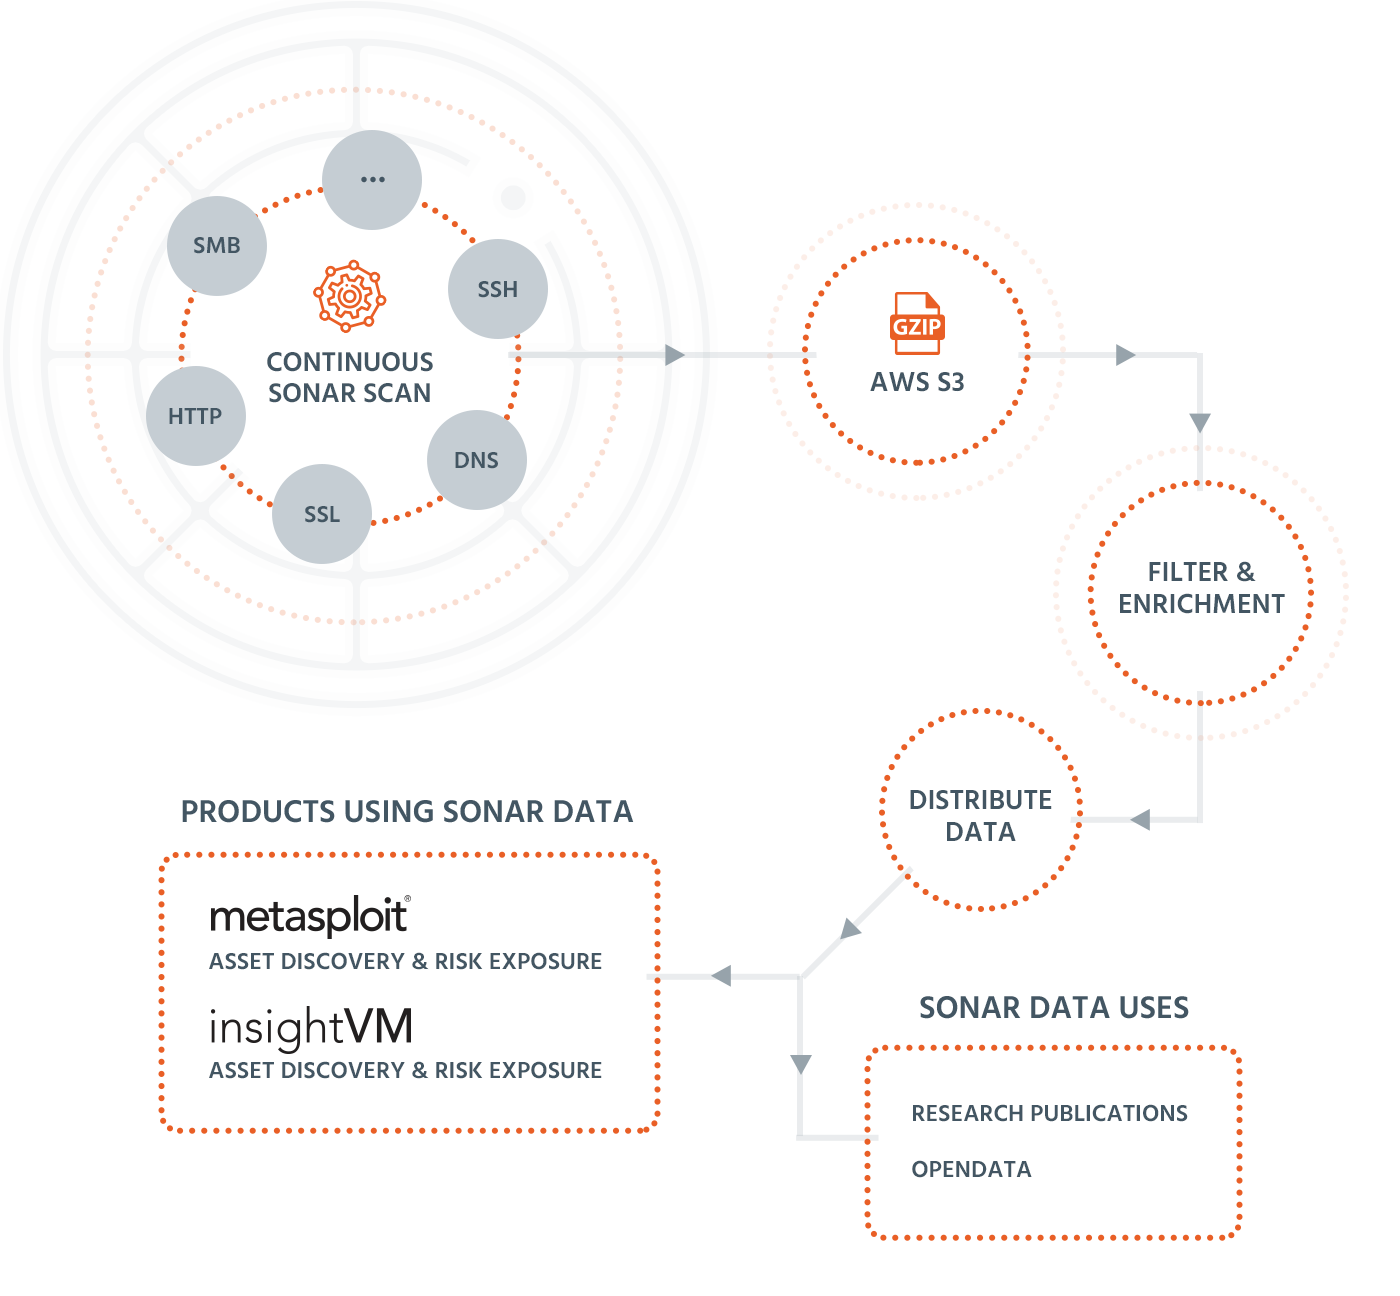 ...
SMB
SSH
CONTINUOUS
SONAR SCAN
HTTP
DNS
SSL
GZIP
AWS S3
FILTER &
ENRICHMENT
DISTRIBUTE
DATA
PRODUCTS USING SONAR DATA
metasploit®
ASSET DISCOVERY & RISK EXPOSURE
insightVM
ASSET DISCOVERY & RISK EXPOSURE
SONAR DATA USES
RESEARCH PUBLICATIONS
OPENDATA